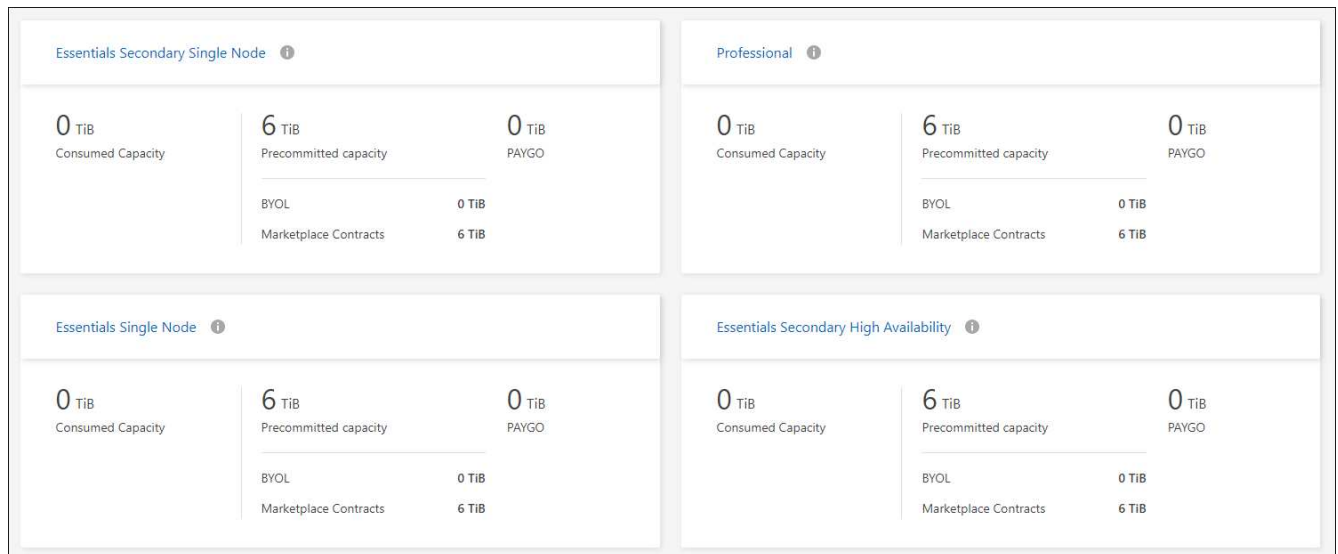 Essentials Secondary Single Node
0 TiB
Consumed Capacity
6 TiB
Precommitted capacity
BYOL 0 TiB
Marketplace Contracts 6 TiB
0 TiB
PAYGO
Professional
0 TiB
Consumed Capacity
6 TiB
Precommitted capacity
BYOL 0 TiB
Marketplace Contracts 6 TiB
0 TiB
PAYGO
Essentials Single Node
0 TiB
Consumed Capacity
6 TiB
Precommitted capacity
BYOL 0 TiB
Marketplace Contracts 6 TiB
0 TiB
PAYGO
Essentials Secondary High Availability
0 TiB
Consumed Capacity
6 TiB
Precommitted capacity
BYOL 0 TiB
Marketplace Contracts 6 TiB
0 TiB
PAYGO